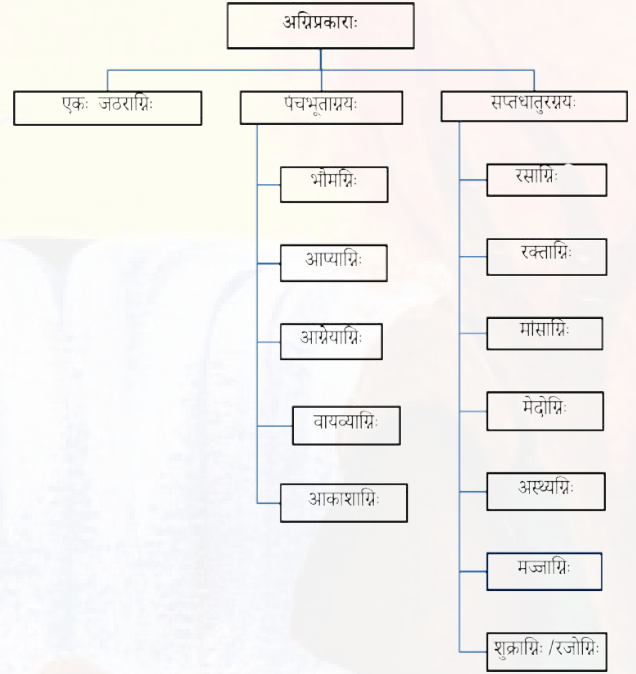 अग्निप्रकाराः
एकः जठराग्निः
पंचभूताग्नयः
सप्तधातुरग्नयः
भौमग्निः
आप्याग्निः
आग्नेयाग्निः
वायव्याग्निः
आकाशाग्निः
रसाग्निः
रक्ताग्निः
मांसाग्निः
मेदोग्निः
अस्थ्यग्निः
मज्जाग्निः
शुक्राग्निः /रजोग्निः